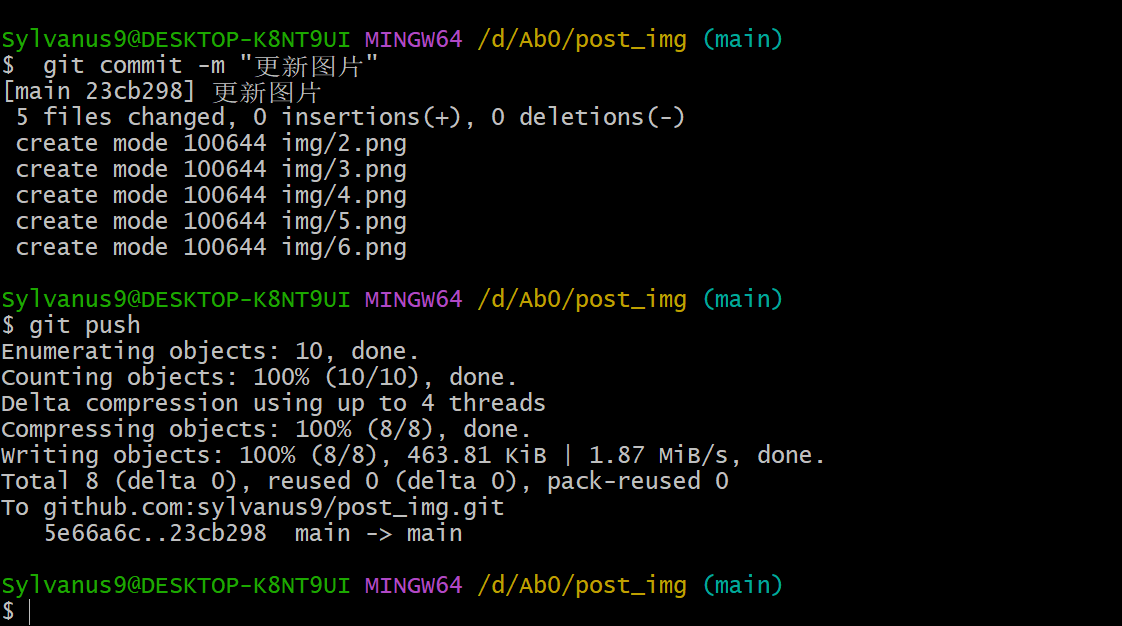 Sylvanus9@DESKTOP-K8NT9UI MINGW64 /d/Ab0/post_img (main)
$  git commit -m "更新图片"
[main 23cb298] 更新图片
 5 files changed, 0 insertions(+), 0 deletions(-)
 create mode 100644 img/2.png
 create mode 100644 img/3.png
 create mode 100644 img/4.png
 create mode 100644 img/5.png
 create mode 100644 img/6.png
Sylvanus9@DESKTOP-K8NT9UI MINGW64 /d/Ab0/post_img (main)
$ git push
Enumerating objects: 10, done.
Counting objects: 100% (10/10), done.
Delta compression using up to 4 threads
Compressing objects: 100% (8/8), done.
Writing objects: 100% (8/8), 463.81 KiB | 1.87 MiB/s, done.
Total 8 (delta 0), reused 0 (delta 0), pack-reused 0
To github.com:sylvanus9/post_img.git
   5e66a6c..23cb298  main -> main
Sylvanus9@DESKTOP-K8NT9UI MINGW64 /d/Ab0/post_img (main)
$